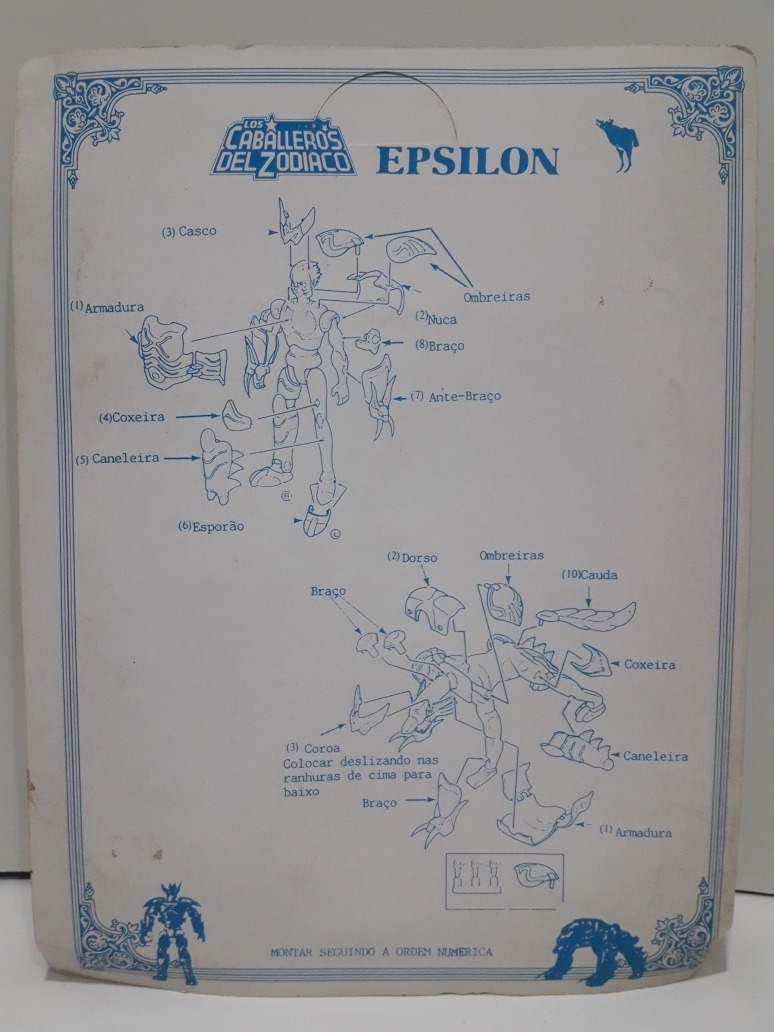 LOS
CABALLEROS
DEL ZODIACO
EPSILON
(3) Casco
Ombreiras
(1) Armadura
(2) Nuca
(8) Braço
(7) Ante-Braço
(4) Coxeira
(5) Caneleira
(6) Esporão
R
L
(2) Dorso
Ombreiras
(10) Cauda
Braço
Coxeira
(3) Coroa
Colocar deslizando nas
ranhuras de cima para
baixo
Caneleira
Braço
(1) Armadura
MONTAR SEGUINDO A ORDEM NUMERICA